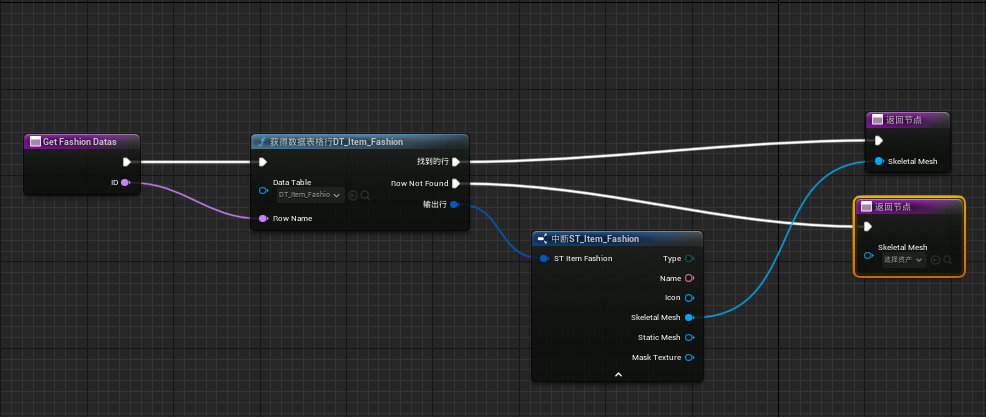 Get Fashion Datas
ID
获得数据表格行DT_Item_Fashion
找到的行
Data Table
DT_Item_Fashio
Row Not Found
输出行
Row Name
中断ST_Item_Fashion
ST Item Fashion
Type
Name
Icon
Skeletal Mesh
Static Mesh
Mask Texture
返回节点
Skeletal Mesh
返回节点
Skeletal Mesh
选择资产